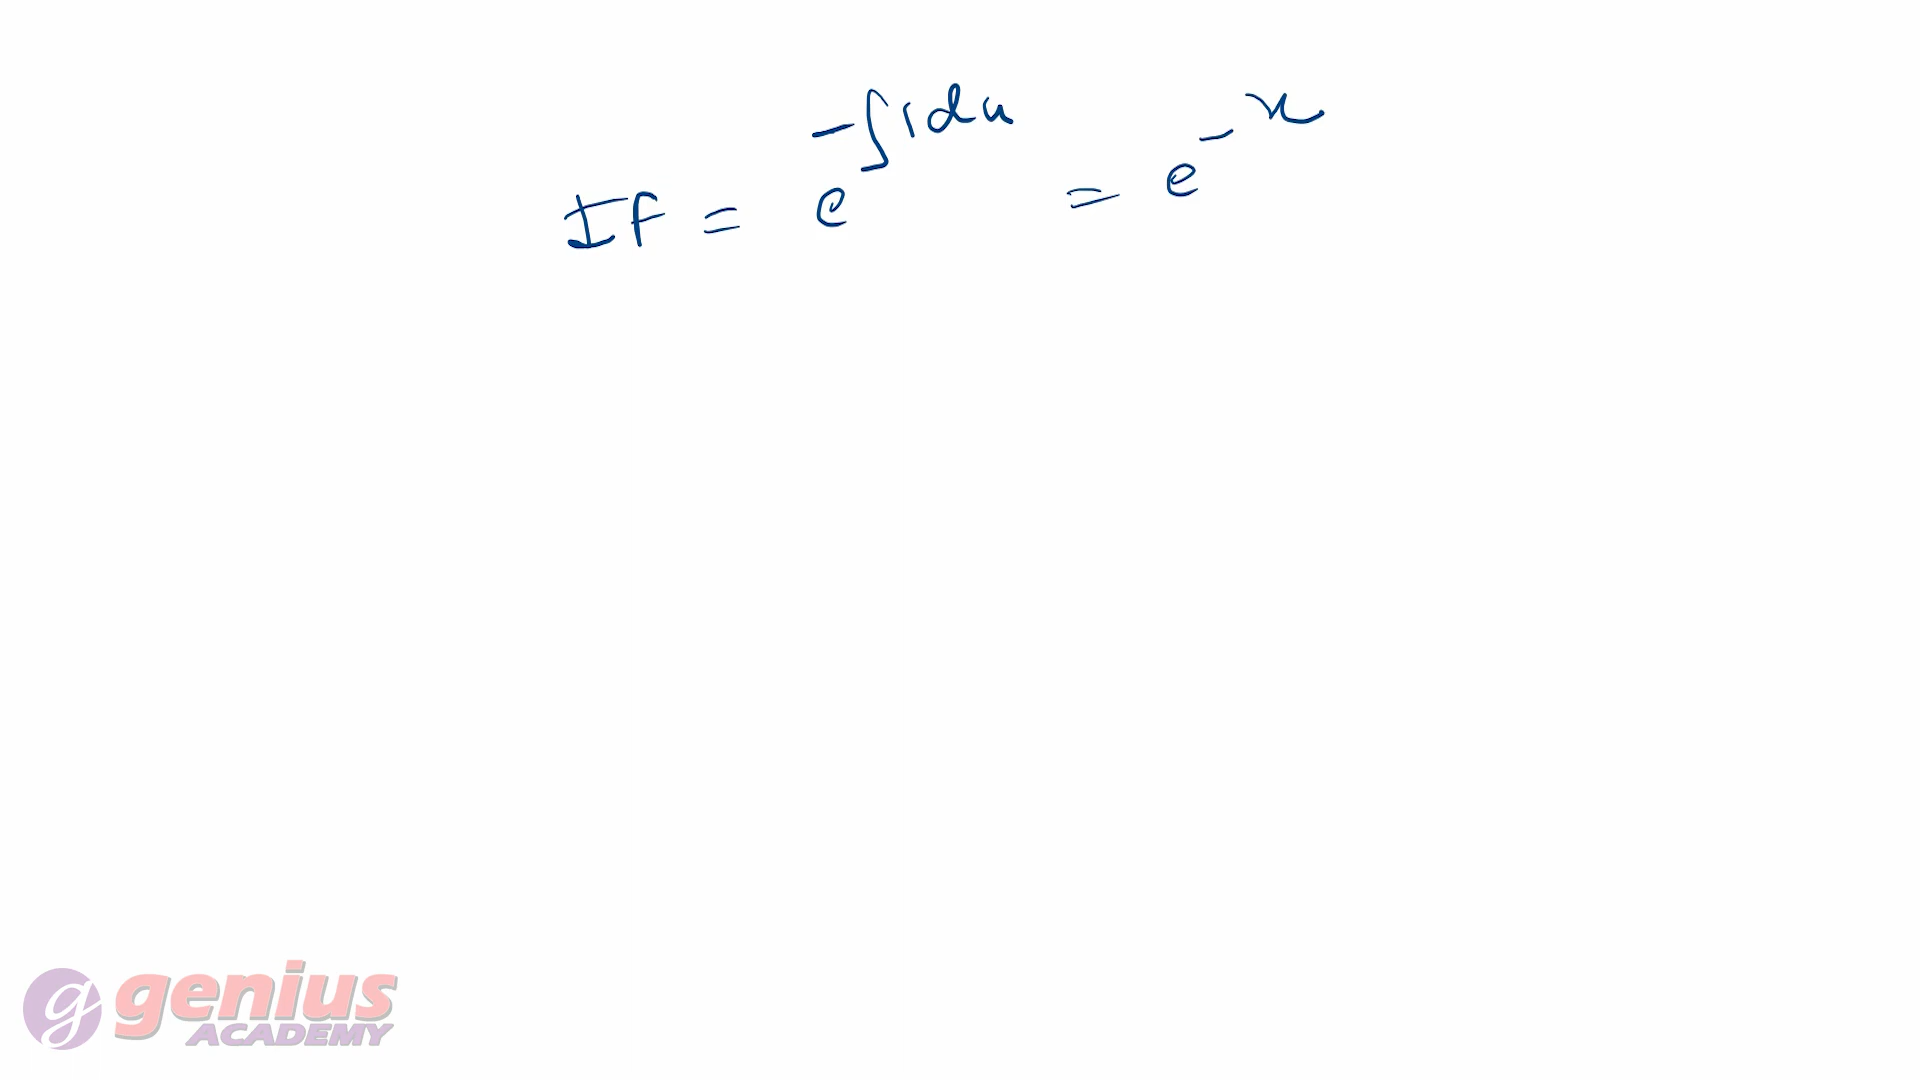 IF = e^{-∫1dx} = e^{-x}
g genius
ACADEMY